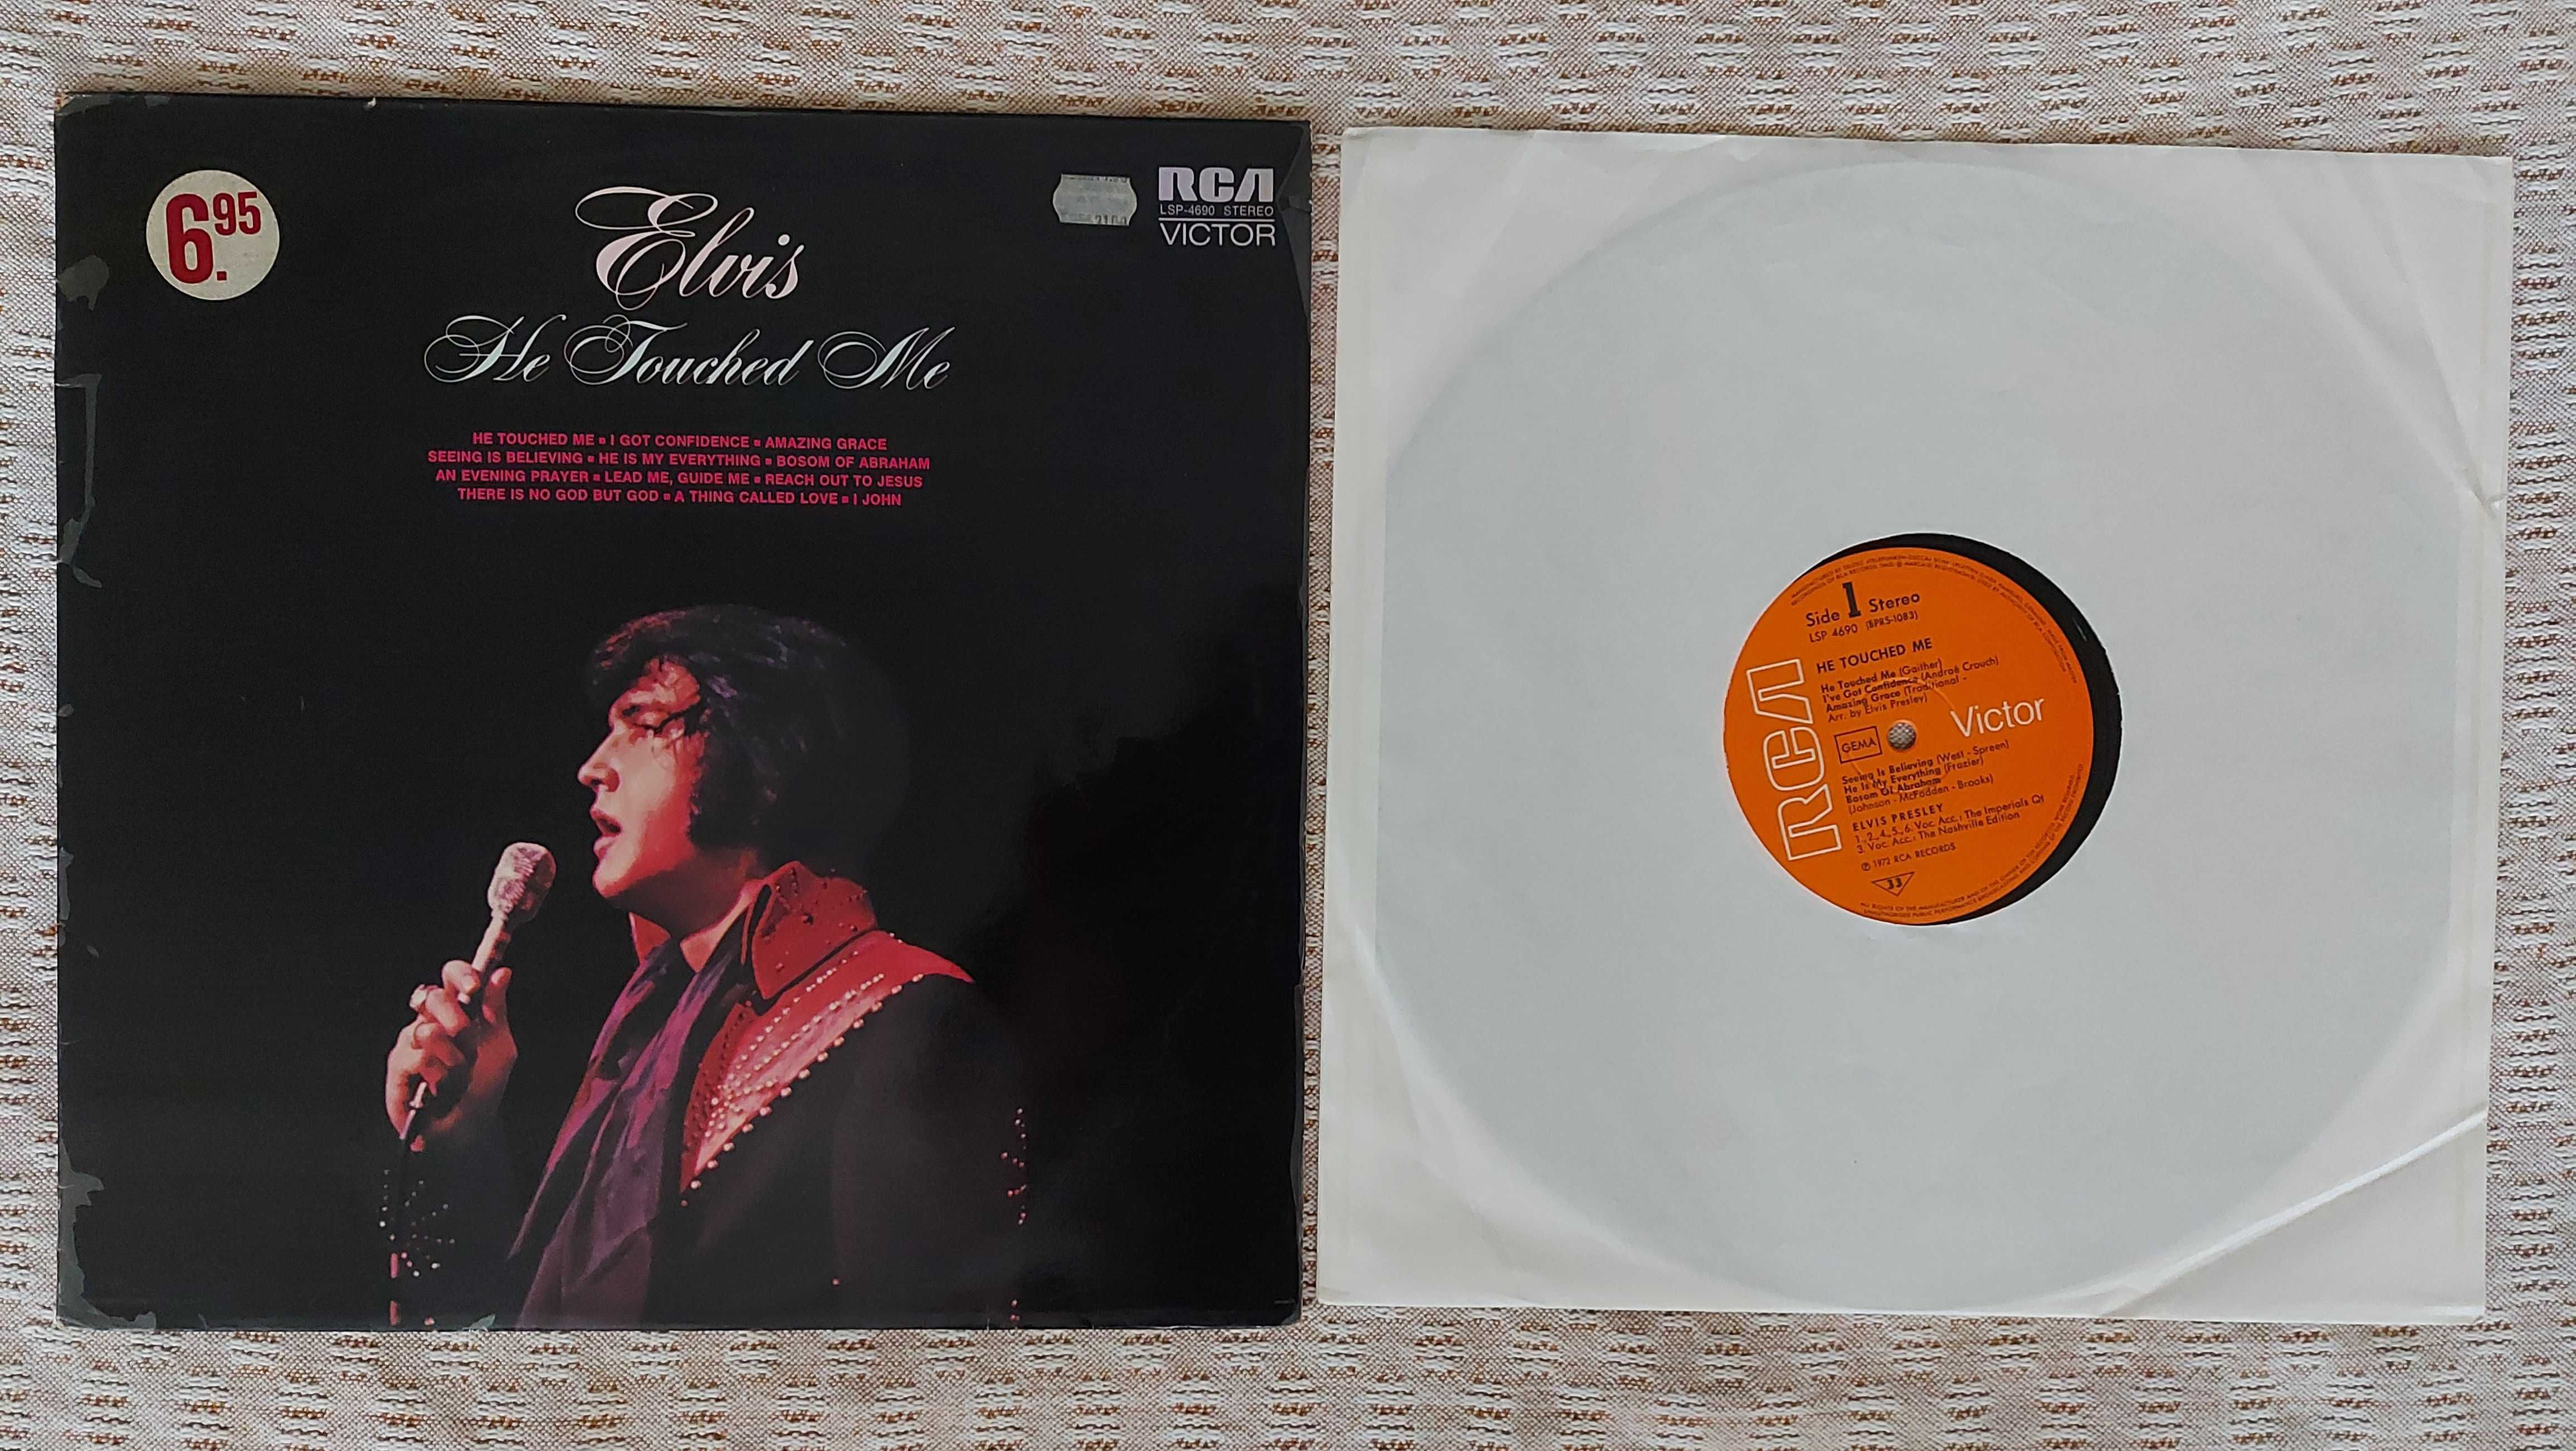 6.95
RCA
LSP-4690 STEREO
VICTOR
Elvis
He Touched Me
HE TOUCHED ME ▪ I GOT CONFIDENCE ▪ AMAZING GRACE
SEEING IS BELIEVING ▪ HE IS MY EVERYTHING ▪ BOSOM OF ABRAHAM
AN EVENING PRAYER ▪ LEAD ME, GUIDE ME ▪ REACH OUT TO JESUS
THERE IS NO GOD BUT GOD ▪ A THING CALLED LOVE ▪ I JOHN
Side 1 Stereo
LSP 4690 (BPRS-1083)
HE TOUCHED ME
He Touched Me (Gaither)
I've Got Confidence (Andraé Crouch)
Amazing Grace (Traditional -
Arr. by Elvis Presley)
RCA
Victor
GEMA
Seeing Is Believing (West - Spreen)
He Is My Everything (Frazier)
Bosom Of Abraham
(Johnson - McFadden - Brooks)
ELVIS PRESLEY
1., 2., 4., 5., 6. Voc. Acc.: The Imperials Qt
3. Voc. Acc.: The Nashville Edition
℗ 1972 RCA RECORDS
33